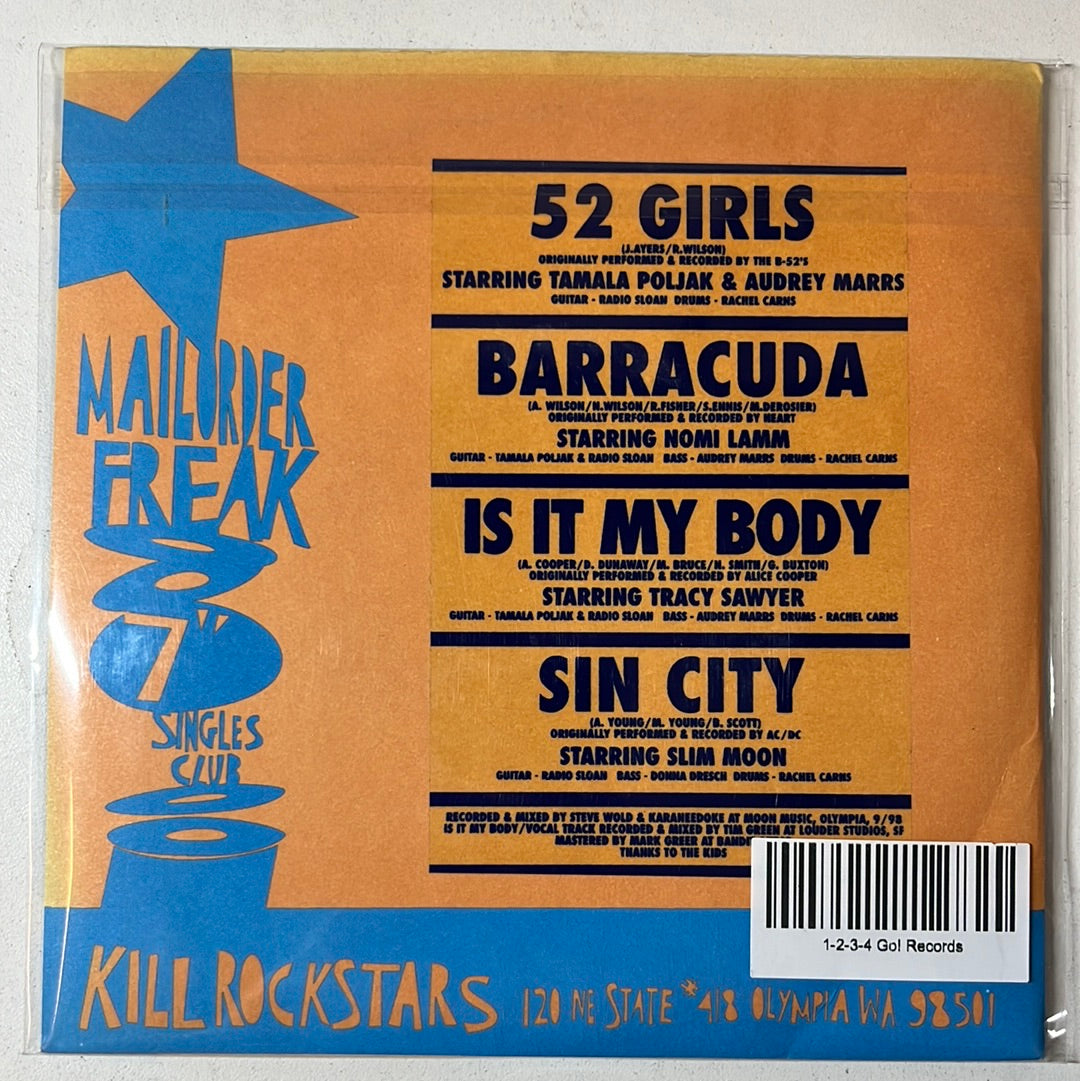 52 GIRLS
(J.AYERS/R.WILSON)
ORIGINALLY PERFORMED & RECORDED BY THE B-52'S
STARRING TAMALA POLJAK & AUDREY MARRS
GUITAR - RADIO SLOAN DRUMS - RACHEL CARNS
BARRACUDA
(A. WILSON/N.WILSON/R.FISHER/S.ENNIS/M.DEROSIER)
ORIGINALLY PERFORMED & RECORDED BY HEART
STARRING NOMI LAMM
GUITAR - TAMALA POLJAK & RADIO SLOAN BASS - AUDREY MARRS DRUMS - RACHEL CARNS
IS IT MY BODY
(A. COOPER/D. DUNAWAY/M. BRUCE/N. SMITH/G. BUXTON)
ORIGINALLY PERFORMED & RECORDED BY ALICE COOPER
STARRING TRACY SAWYER
GUITAR - TAMALA POLJAK & RADIO SLOAN BASS - AUDREY MARRS DRUMS - RACHEL CARNS
SIN CITY
(A. YOUNG/M. YOUNG/B. SCOTT)
ORIGINALLY PERFORMED & RECORDED BY AC/DC
STARRING SLIM MOON
GUITAR - RADIO SLOAN BASS - DONNA DRESCH DRUMS - RACHEL CARNS
RECORDED & MIXED BY STEVE WOLD & KARANEEDOKE AT MOON MUSIC, OLYMPIA, 9/98
IS IT MY BODY/VOCAL TRACK RECORDED & MIXED BY TIM GREEN AT LOUDER STUDIOS, SF
MASTERED BY MARK GREER AT
THANKS TO THE KIDS
MAILORDER
FREAK
7"
SINGLES
CLUB
1-2-3-4 Go! Records
KILL ROCKSTARS 120 NE STATE *418 OLYMPIA WA 98501